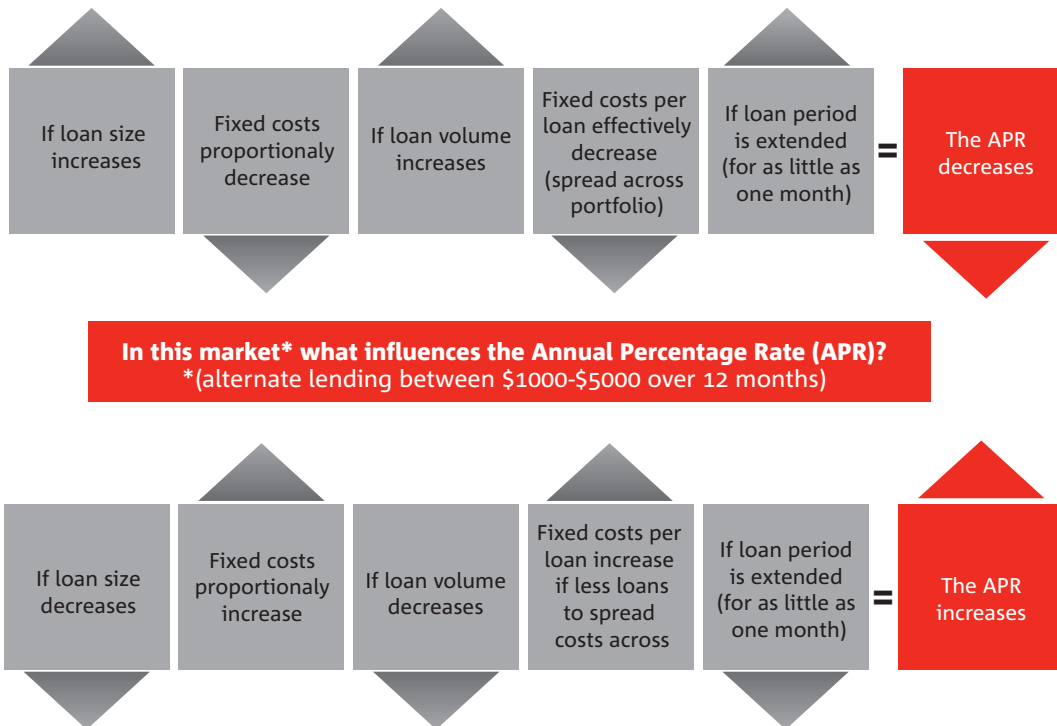 If loan size
increases
Fixed costs
proportionaly
decrease
If loan volume
increases
Fixed costs per
loan effectively
decrease
(spread across
portfolio)
If loan period
is extended
(for as little as
one month)
=
The APR
decreases
In this market* what influences the Annual Percentage Rate (APR)?
*(alternate lending between $1000-$5000 over 12 months)
If loan size
decreases
Fixed costs
proportionaly
increase
If loan volume
decreases
Fixed costs per
loan increase
if less loans
to spread
costs across
If loan period
is extended
(for as little as
one month)
=
The APR
increases